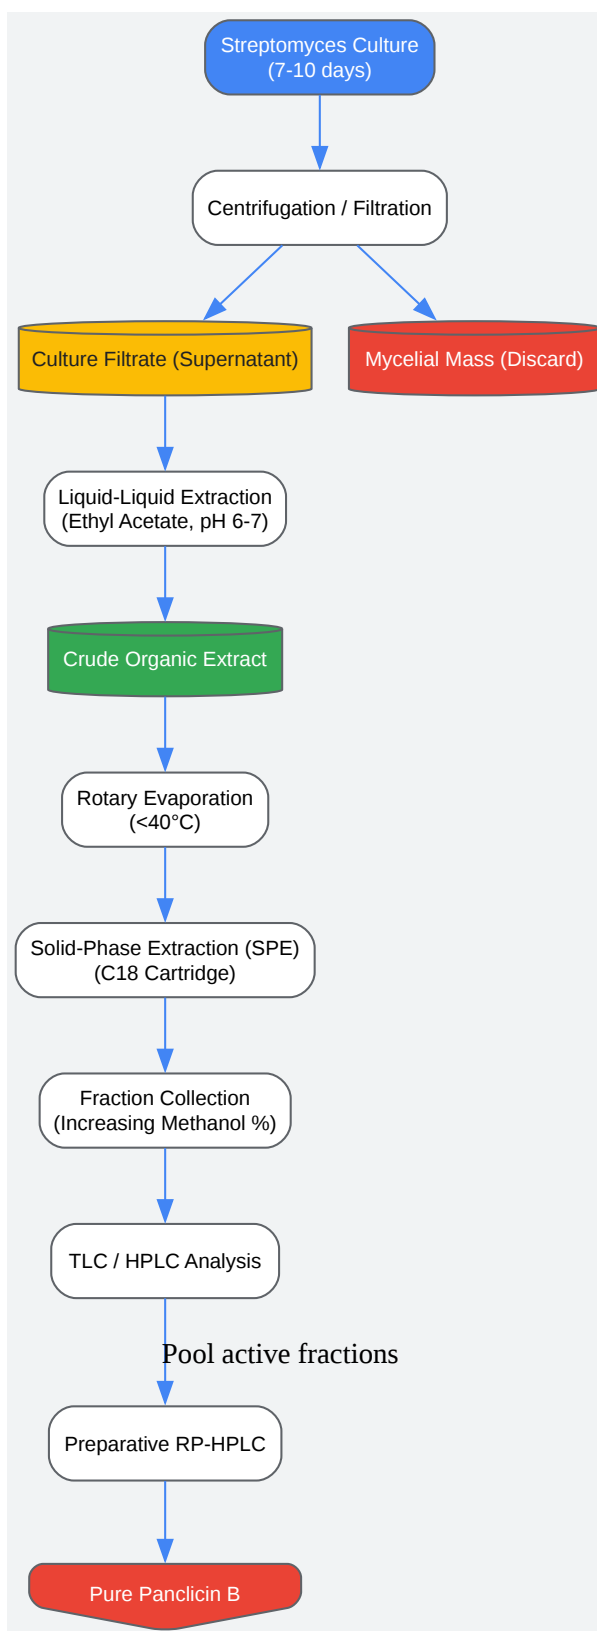 Streptomyces Culture
(7-10 days)
Centrifugation / Filtration
Culture Filtrate (Supernatant)
Mycelial Mass (Discard)
Liquid-Liquid Extraction
(Ethyl Acetate, pH 6-7)
Crude Organic Extract
Rotary Evaporation
(<40°C)
Solid-Phase Extraction (SPE)
(C18 Cartridge)
Fraction Collection
(Increasing Methanol %)
TLC / HPLC Analysis
Pool active fractions
Preparative RP-HPLC
Pure Panclicin B